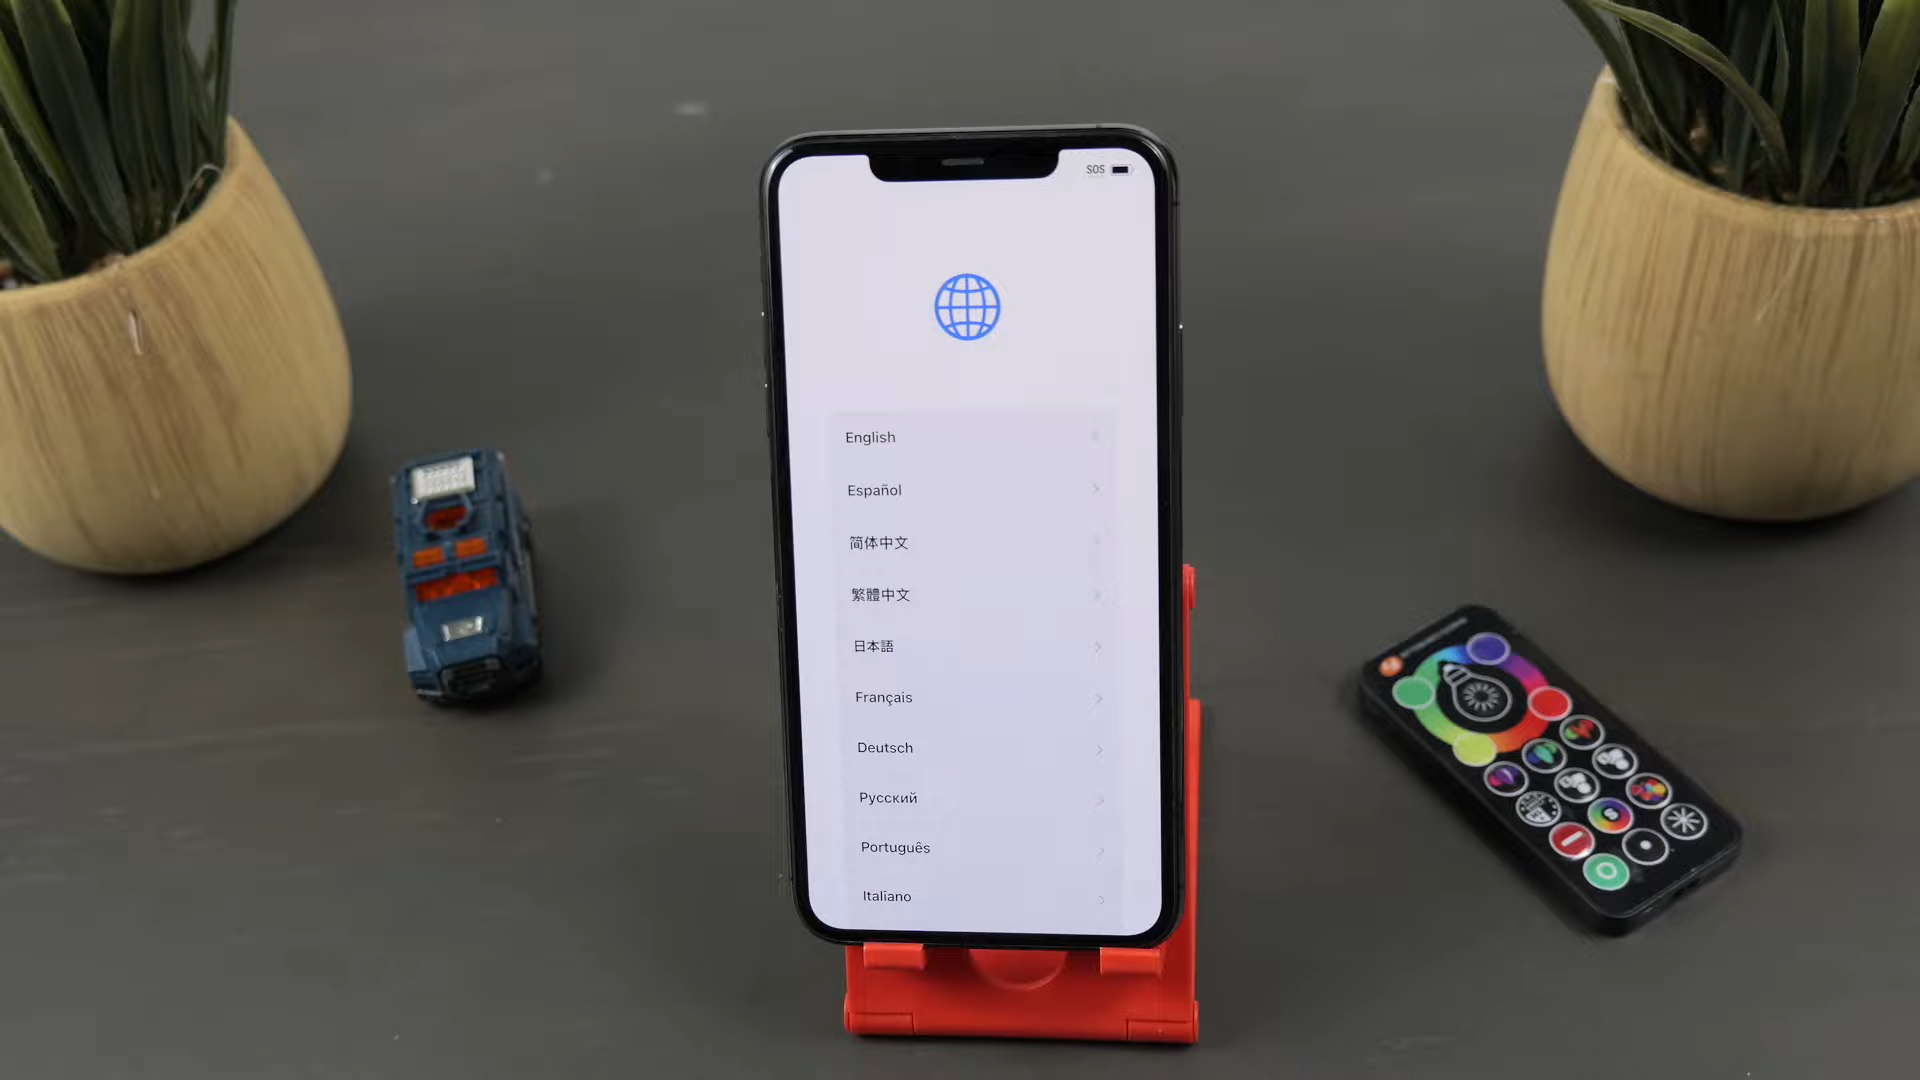 SOS
English
Español
简体中文
繁體中文
日本語
Français
Deutsch
Русский
Português
Italiano